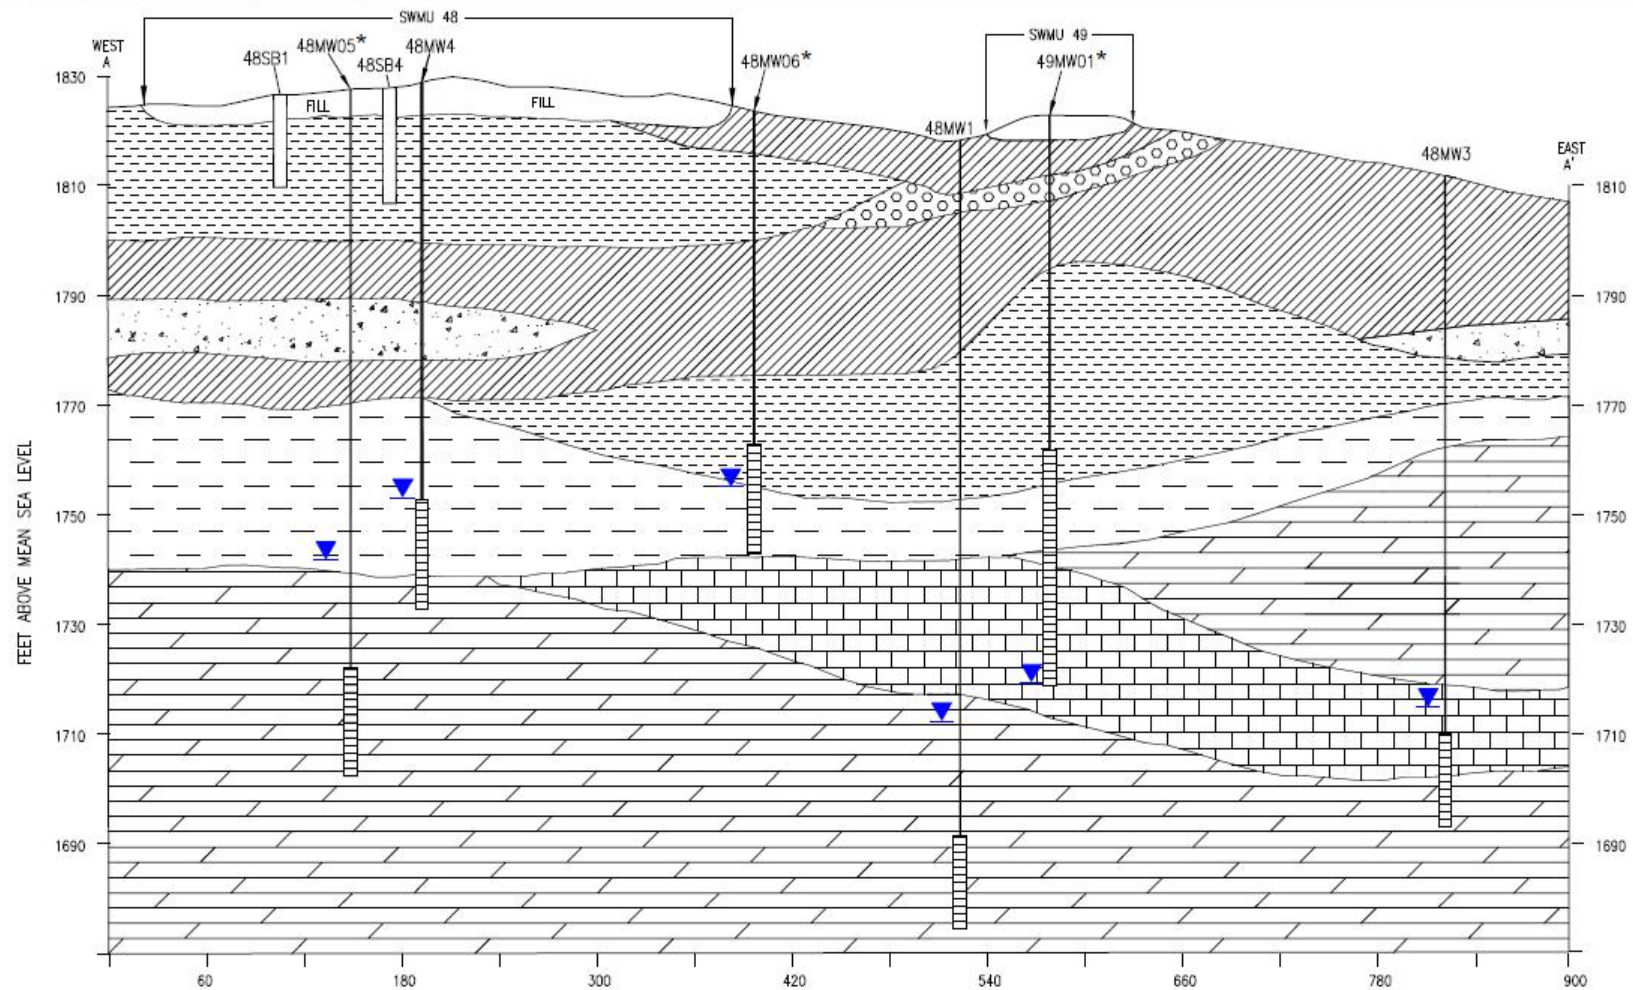 SWMU 48
WEST
A
48SB1
48MW05*
48SB4
48MW4
48MW06*
SWMU 49
49MW01*
48MW1
48MW3
EAST
A'
FILL
FILL
1830
1810
1790
1770
1750
1730
1710
1690
1810
1790
1770
1750
1730
1710
1690
FEET ABOVE MEAN SEA LEVEL
60
180
300
420
540
660
780
900